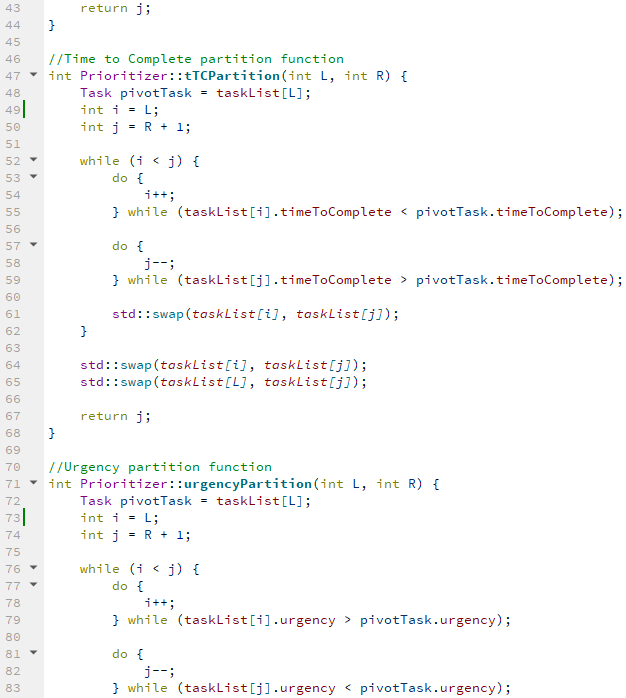 43 return j;
44 }
45
46 //Time to Complete partition function
47 int Prioritizer::tTCPartition(int L, int R) {
48 Task pivotTask = taskList[L];
49 int i = L;
50 int j = R + 1;
51
52 while (i < j) {
53 do {
54 i++;
55 } while (taskList[i].timeToComplete < pivotTask.timeToComplete);
56
57 do {
58 j--;
59 } while (taskList[j].timeToComplete > pivotTask.timeToComplete);
60
61 std::swap(taskList[i], taskList[j]);
62 }
63
64 std::swap(taskList[i], taskList[j]);
65 std::swap(taskList[L], taskList[j]);
66
67 return j;
68 }
69
70 //Urgency partition function
71 int Prioritizer::urgencyPartition(int L, int R) {
72 Task pivotTask = taskList[L];
73 int i = L;
74 int j = R + 1;
75
76 while (i < j) {
77 do {
78 i++;
79 } while (taskList[i].urgency > pivotTask.urgency);
80
81 do {
82 j--;
83 } while (taskList[j].urgency < pivotTask.urgency);